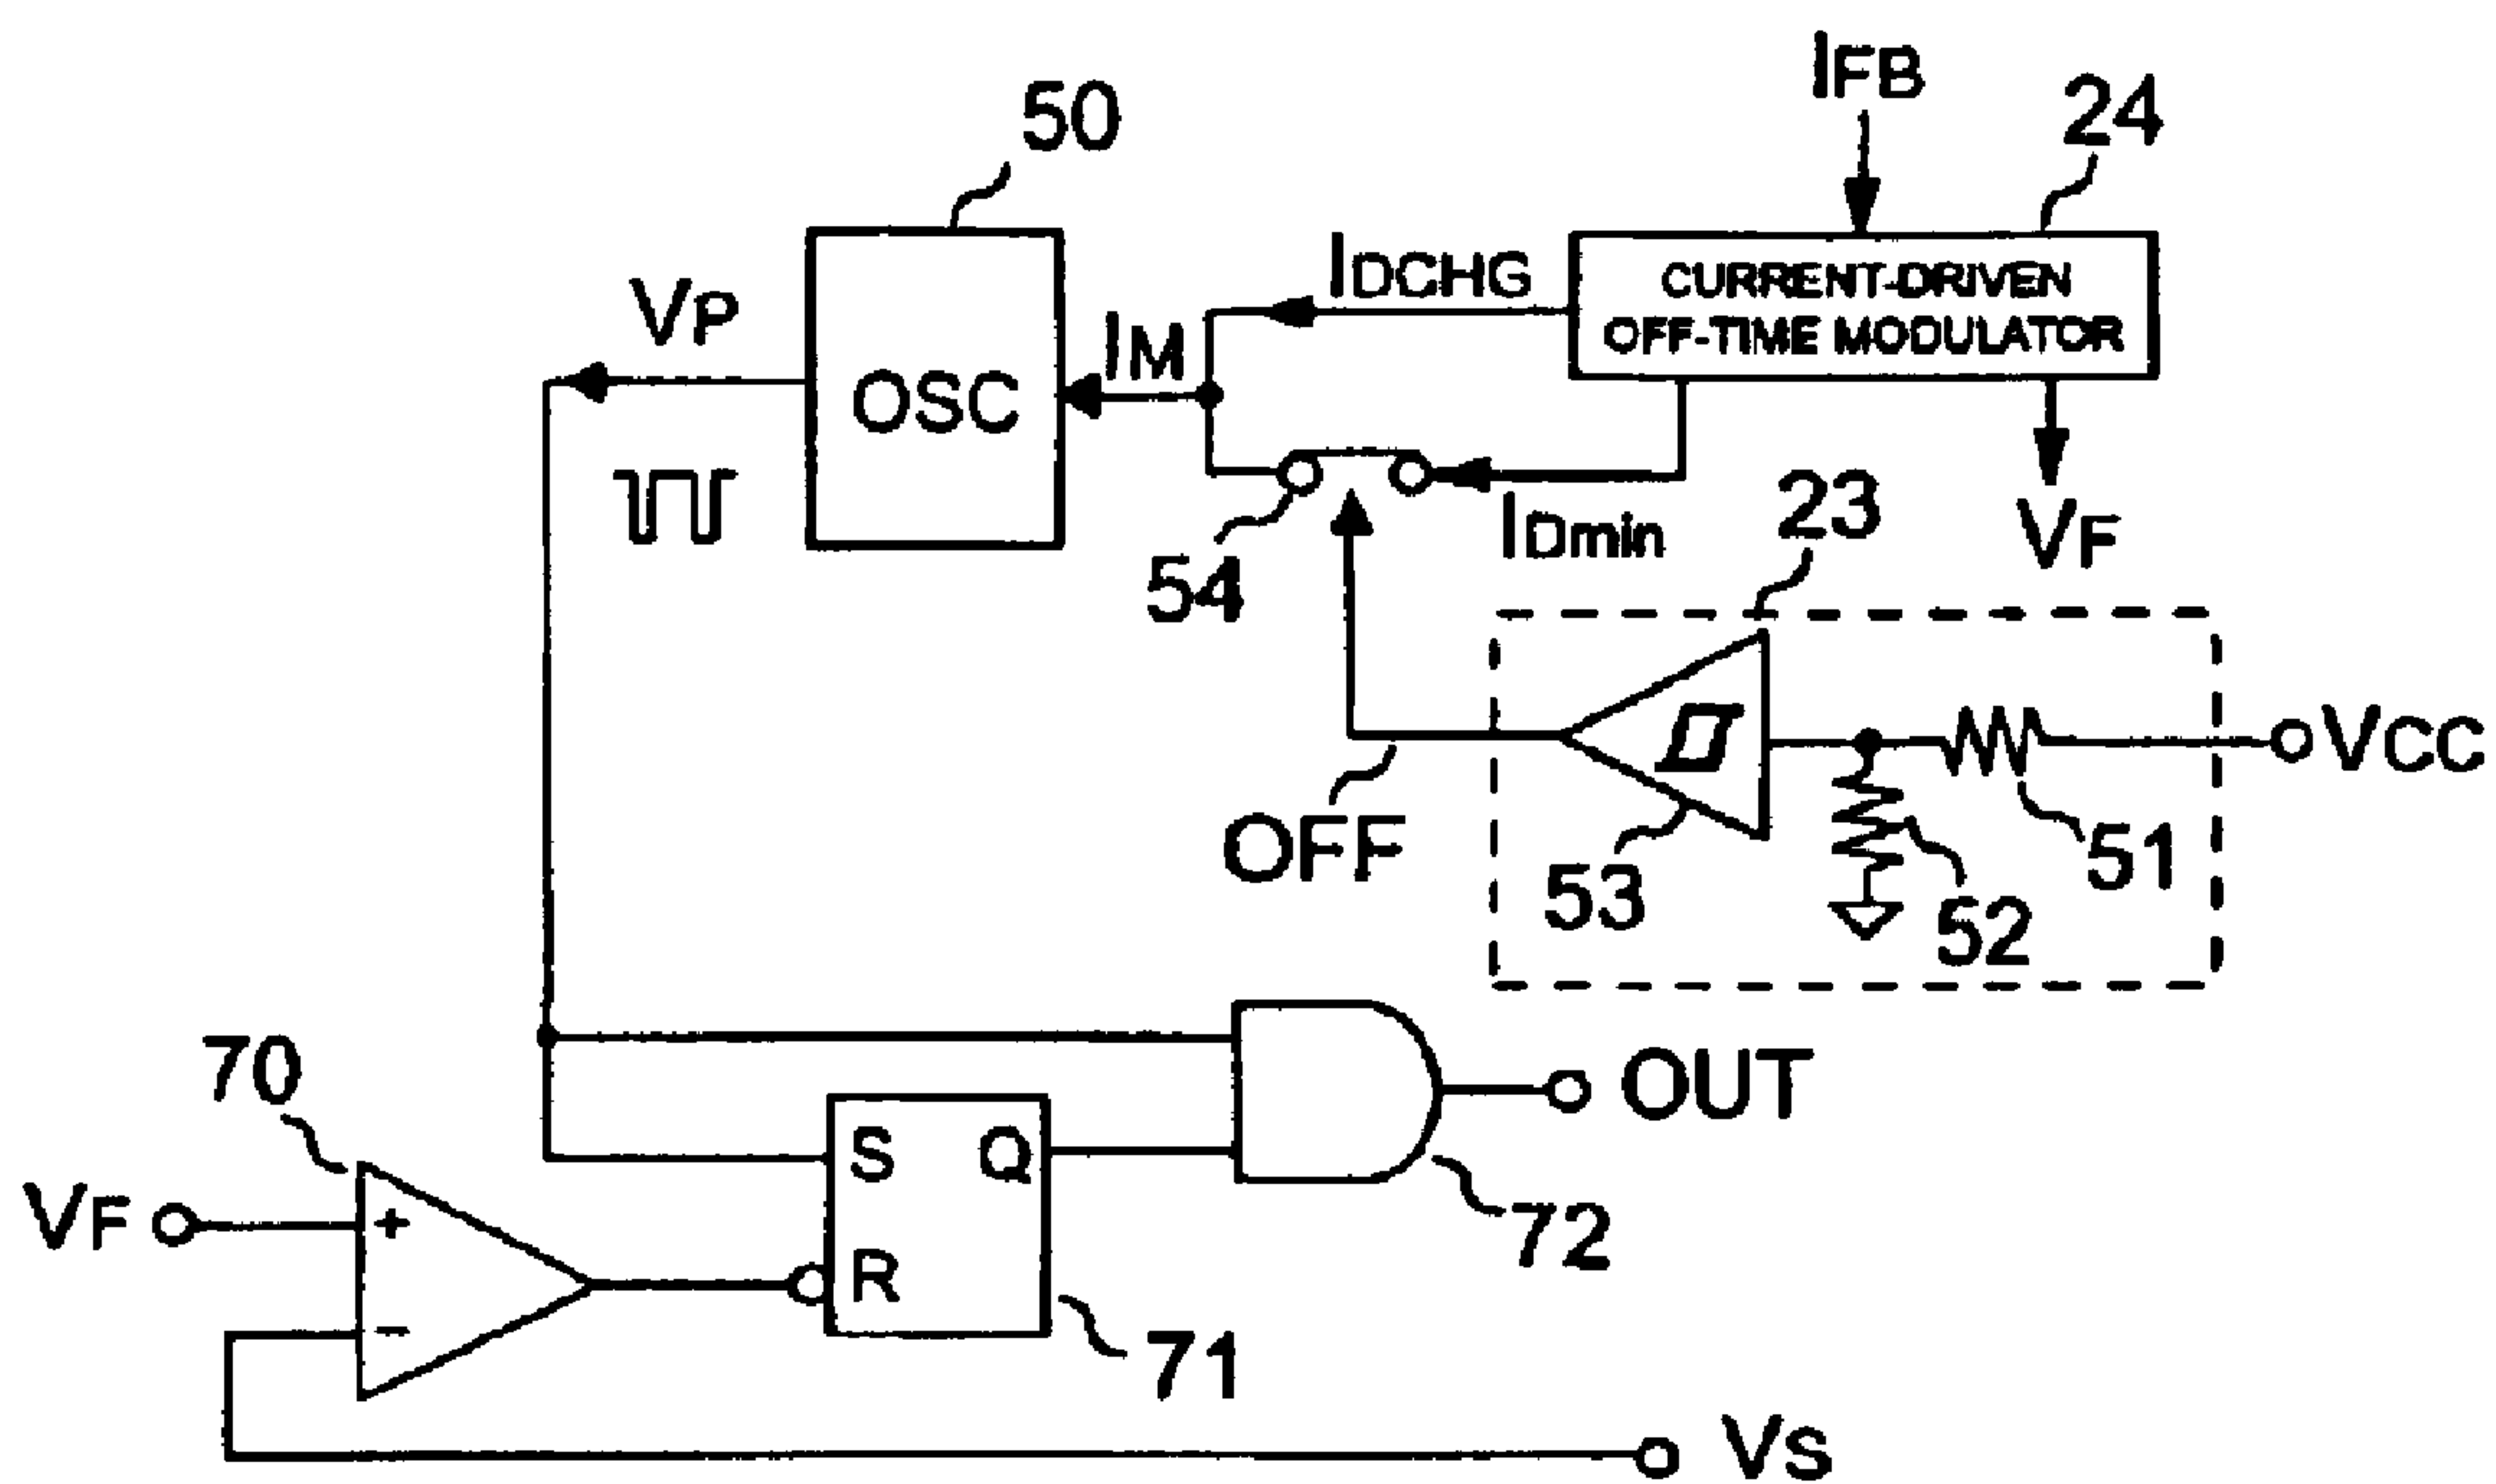 50
IFB
24
VP
IM
IDCHG
CURRENT-DRIVEN
OFF-TIME MODULATOR
OSC
54
IDmin
23
VF
OFF
53
52
51
VCC
70
S
Q
R
OUT
72
VF
+
−
71
VS